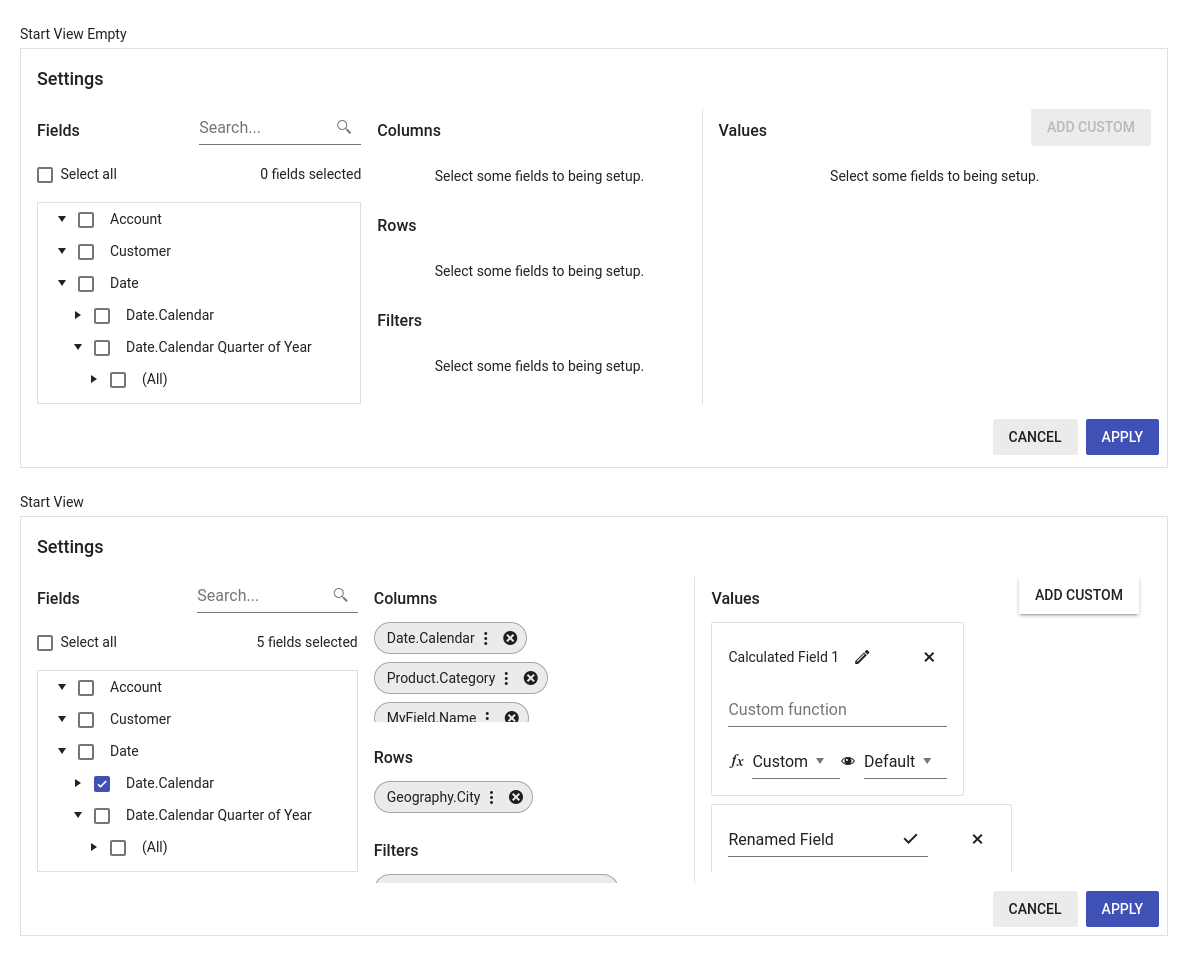 Start View Empty
Settings
Fields
Search...
Select all
0 fields selected
Account
Customer
Date
Date.Calendar
Date.Calendar Quarter of Year
(All)
Columns
Select some fields to being setup.
Rows
Select some fields to being setup.
Filters
Select some fields to being setup.
Values
ADD CUSTOM
Select some fields to being setup.
CANCEL
APPLY
Start View
Settings
Fields
Search...
Select all
5 fields selected
Account
Customer
Date
Date.Calendar
Date.Calendar Quarter of Year
(All)
Columns
Date.Calendar
Product.Category
MyField.Name
Rows
Geography.City
Filters
Values
ADD CUSTOM
Calculated Field 1
Custom function
fx Custom Default
Renamed Field
CANCEL
APPLY